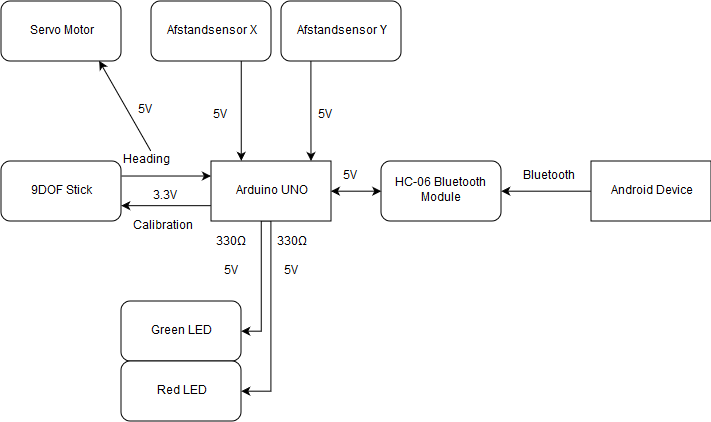 Servo Motor
Afstandsensor X
Afstandsensor Y
5V
5V
5V
Heading
9DOF Stick
3.3V
Calibration
Arduino UNO
5V
HC-06 Bluetooth
Module
Bluetooth
Android Device
330Ω
330Ω
5V
5V
Green LED
Red LED